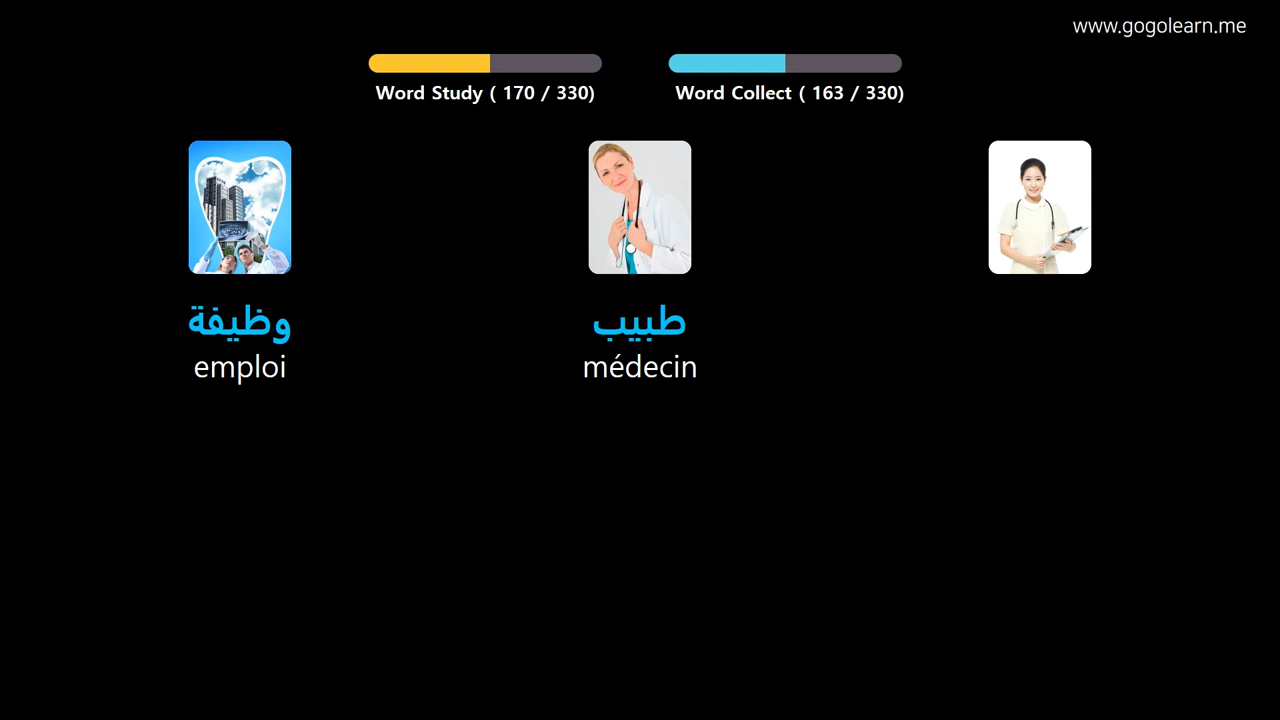 www.gogolearn.me
Word Study ( 170 / 330)
Word Collect ( 163 / 330)
وظيفة
emploi
طبيب
médecin